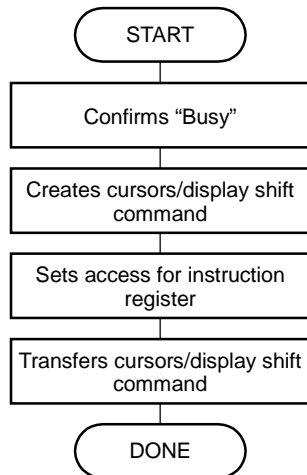 START
Confirms “Busy”
Creates cursors/display shift
command
Sets access for instruction
register
Transfers cursors/display shift
command
DONE